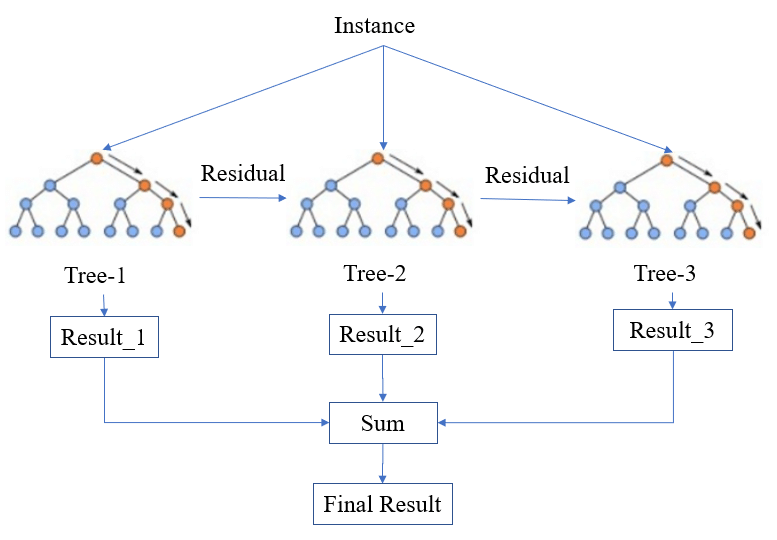 Instance
Residual
Residual
Tree-1
Tree-2
Tree-3
Result_1
Result_2
Result_3
Sum
Final Result